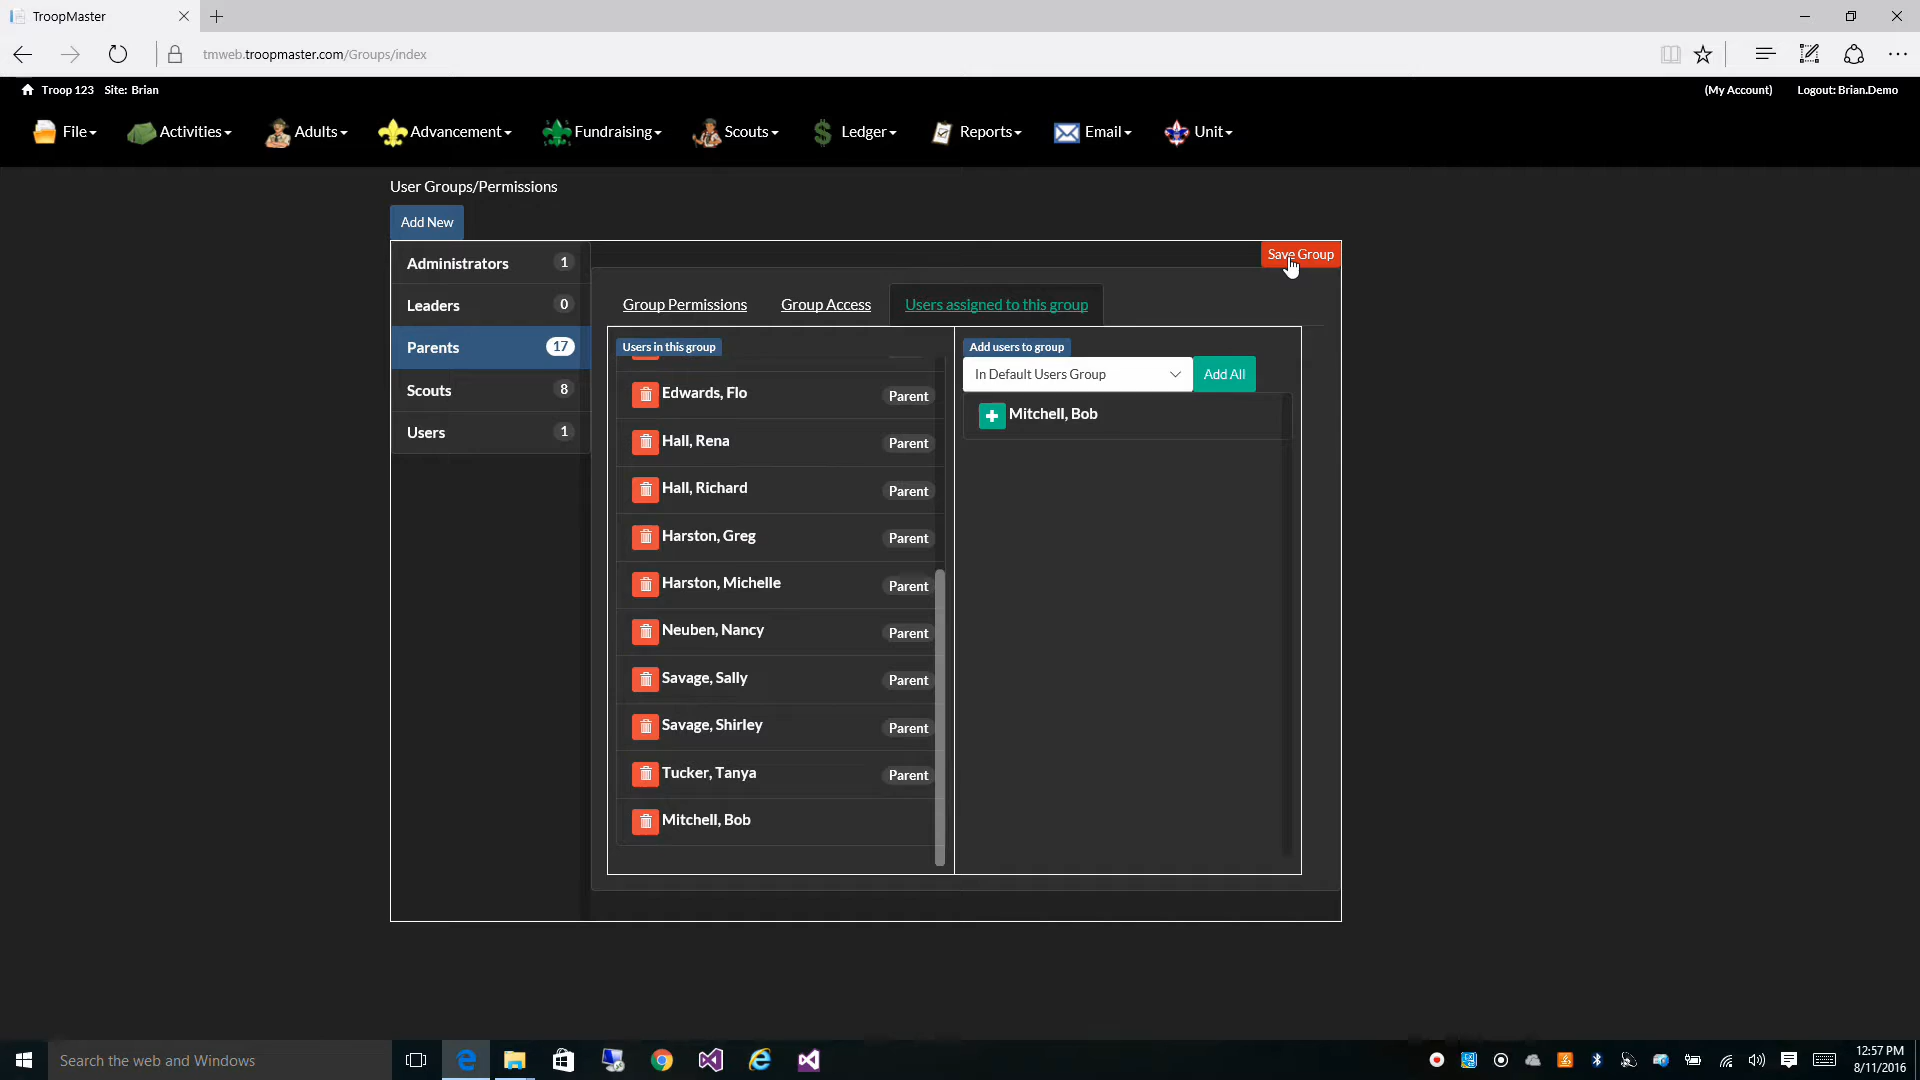 TroopMaster
tmweb.troopmaster.com/Groups/index
Troop 123 Site: Brian (My Account) Logout: Brian.Demo
File Activities Adults Advancement Fundraising Scouts Ledger Reports Email Unit
User Groups/Permissions
Add New
Save Group
Administrators 1
Leaders 0
Parents 17
Scouts 8
Users 1
Group Permissions Group Access Users assigned to this group
Users in this group
Edwards, Flo Parent
Hall, Rena Parent
Hall, Richard Parent
Harston, Greg Parent
Harston, Michelle Parent
Neuben, Nancy Parent
Savage, Sally Parent
Savage, Shirley Parent
Tucker, Tanya Parent
Mitchell, Bob
Add users to group
In Default Users Group Add All
Mitchell, Bob
Search the web and Windows
12:57 PM
8/11/2016